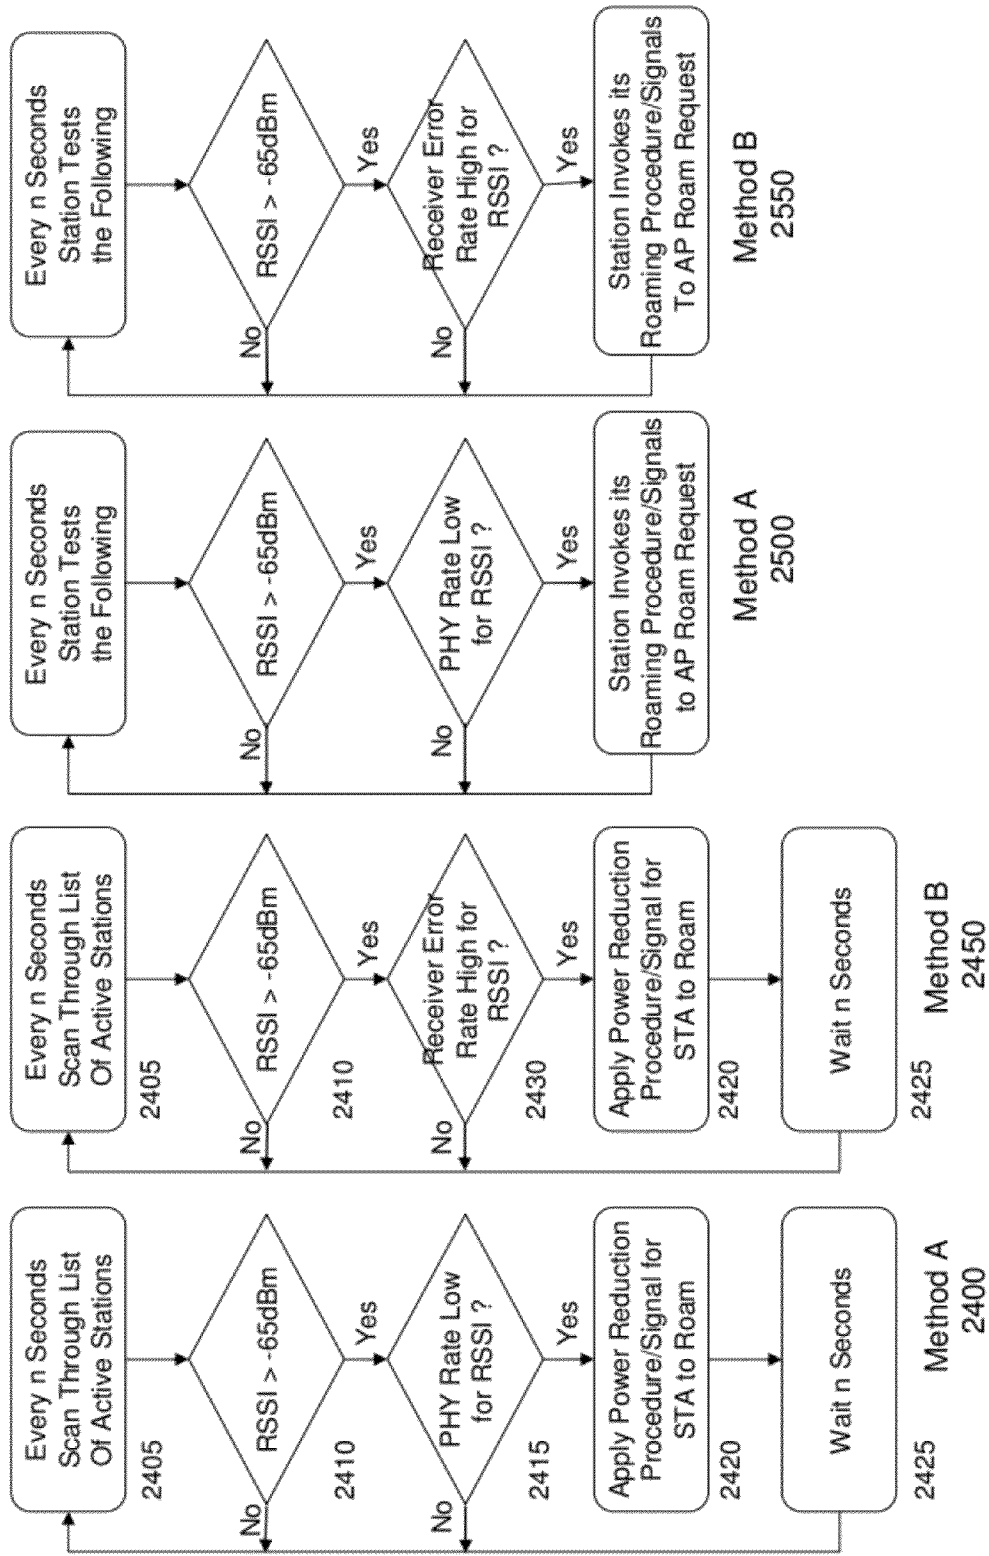 Every n Seconds
Scan Through List
Of Active Stations
2405
RSSI > -65dBm
No
Yes
2410
PHY Rate Low
for RSSI ?
No
Yes
2415
Apply Power Reduction
Procedure/Signal for
STA to Roam
2420
Wait n Seconds
2425
Method A
2400
Every n Seconds
Scan Through List
Of Active Stations
2405
RSSI > -65dBm
No
Yes
2410
Receiver Error
Rate High for
RSSI ?
No
Yes
2430
Apply Power Reduction
Procedure/Signal for
STA to Roam
2420
Wait n Seconds
2425
Method B
2450
Every n Seconds
Station Tests
the Following
RSSI > -65dBm
No
Yes
PHY Rate Low
for RSSI ?
No
Yes
Station Invokes its
Roaming Procedure/Signals
to AP Roam Request
Method A
2500
Every n Seconds
Station Tests
the Following
RSSI > -65dBm
No
Yes
Receiver Error
Rate High for
RSSI ?
No
Yes
Station Invokes its
Roaming Procedure/Signals
To AP Roam Request
Method B
2550